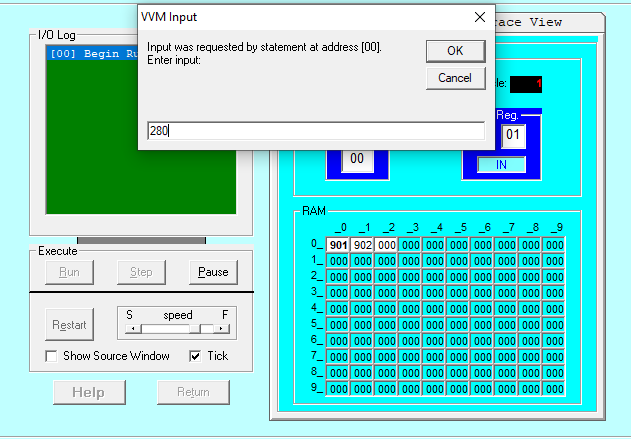 VVM Input
Input was requested by statement at address [00].
Enter input:
OK
Cancel
280
ace View
I/O Log
[00] Begin Ru
le:
1
Reg.
01
00
IN
Execute
Run
Step
Pause
Restart
S
speed
F
Show Source Window
Tick
Help
Return
RAM
_0 _1 _2 _3 _4 _5 _6 _7 _8 _9
0_ 901 902 000 000 000 000 000 000 000 000
1_ 000 000 000 000 000 000 000 000 000 000
2_ 000 000 000 000 000 000 000 000 000 000
3_ 000 000 000 000 000 000 000 000 000 000
4_ 000 000 000 000 000 000 000 000 000 000
5_ 000 000 000 000 000 000 000 000 000 000
6_ 000 000 000 000 000 000 000 000 000 000
7_ 000 000 000 000 000 000 000 000 000 000
8_ 000 000 000 000 000 000 000 000 000 000
9_ 000 000 000 000 000 000 000 000 000 000